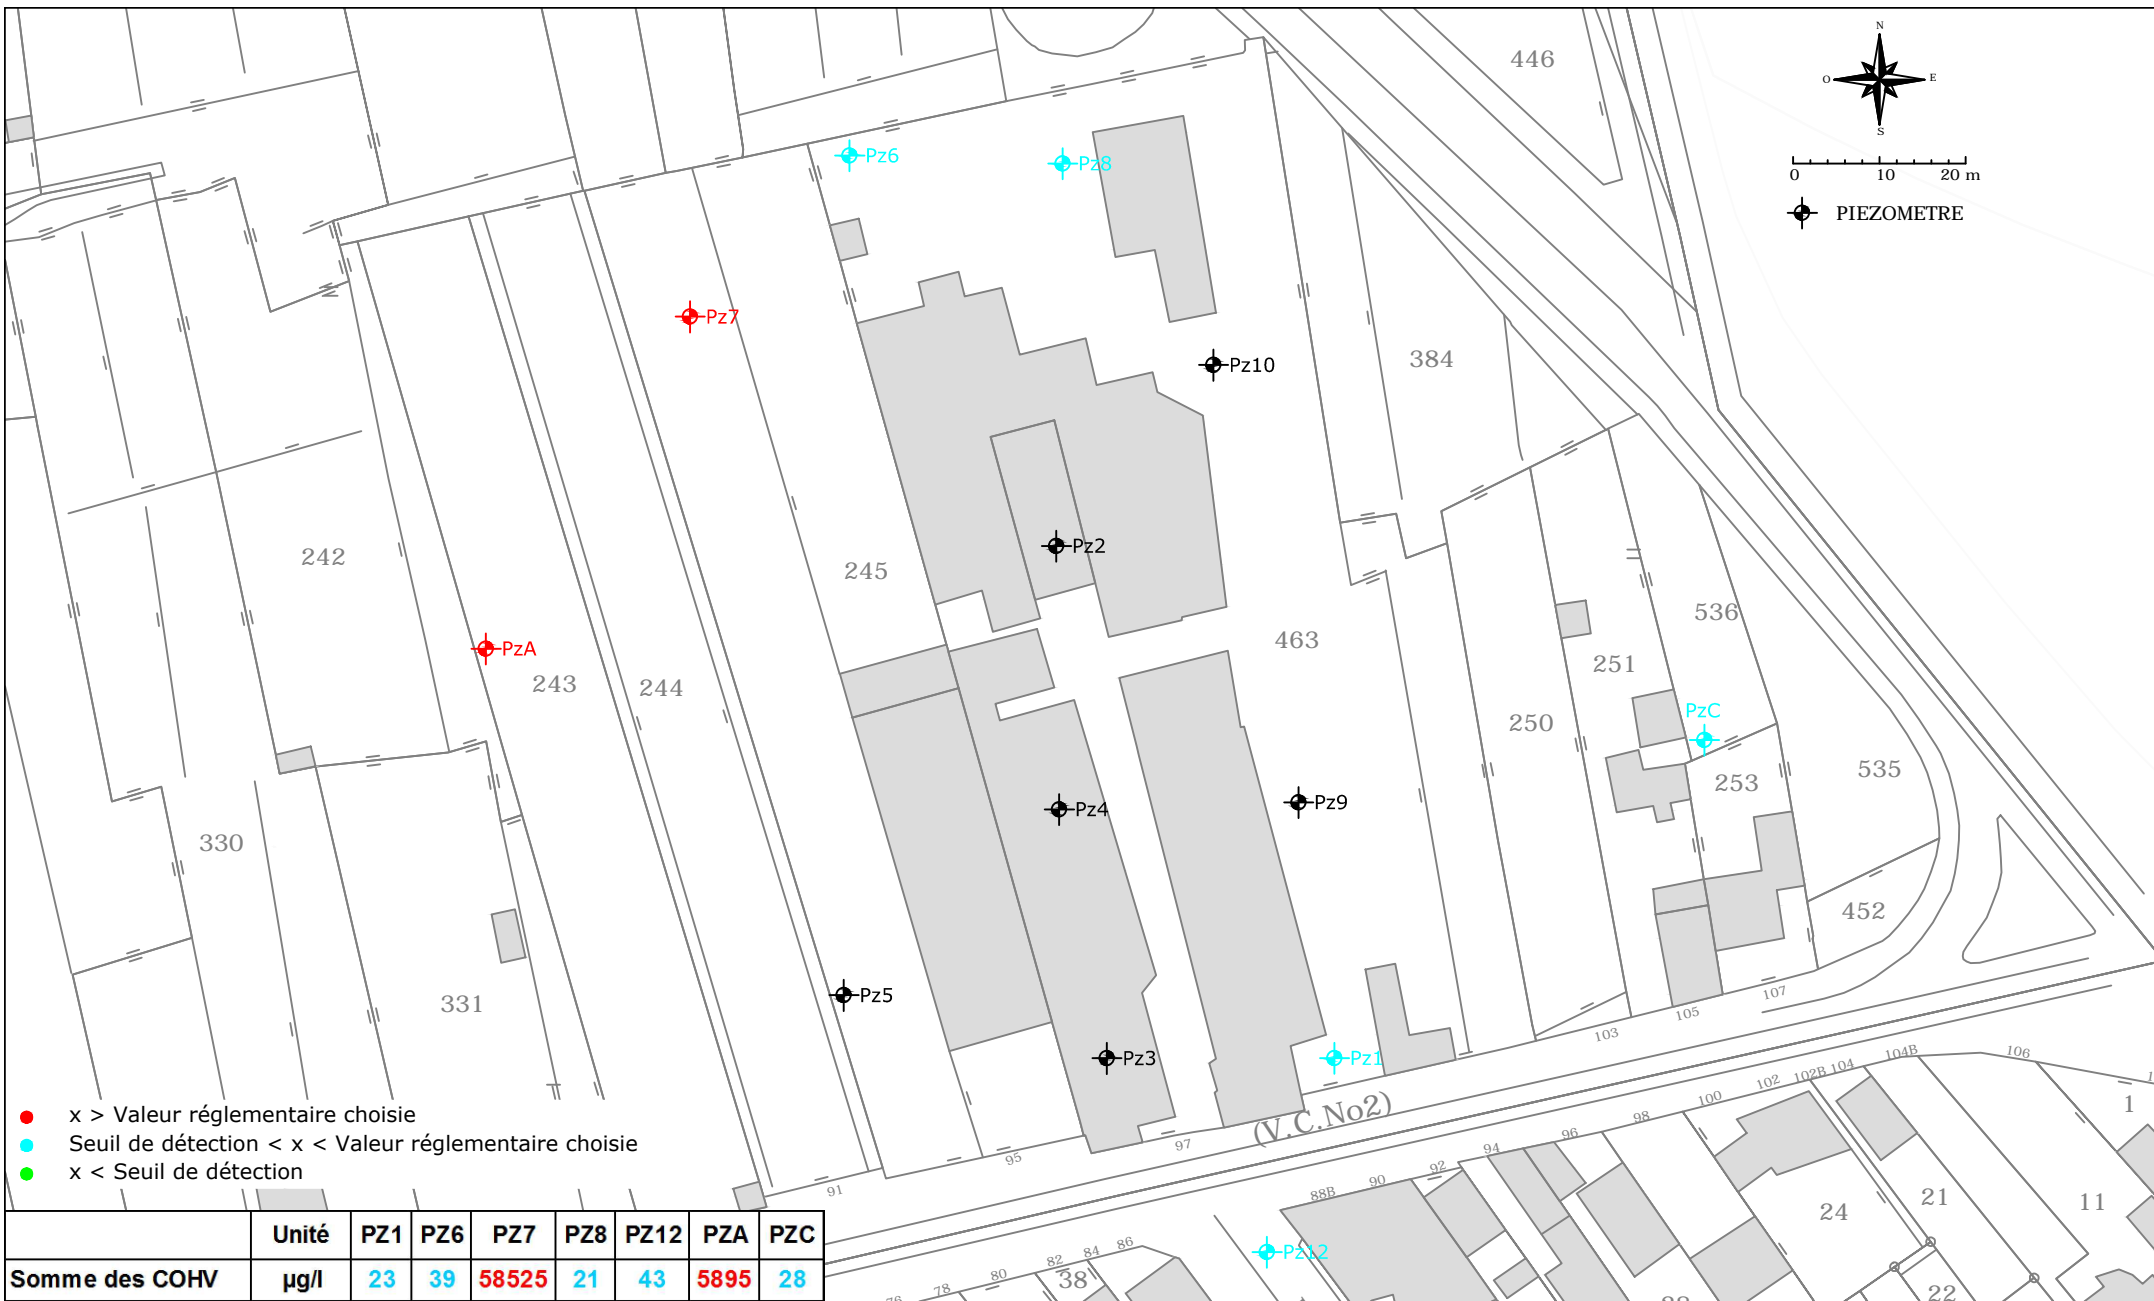 446
N
O
E
S
0 10 20 m
PIEZOMETRE
Pz6
Pz8
Pz7
Pz10
384
242
245
Pz2
536
463
PzA
243
244
251
PzC
250
535
253
Pz4
Pz9
330
452
Pz5
331
107
105
103
Pz3
Pz1
106
104B
104
102B
102
100
98
96
94
92
90
88B
(V.C.No2)
97
95
91
1
x > Valeur réglementaire choisie
Seuil de détection < x < Valeur réglementaire choisie
x < Seuil de détection
24
21
11
Pz12
86
84
82
80
78
38
22
Unité PZ1 PZ6 PZ7 PZ8 PZ12 PZA PZC
Somme des COHV µg/l 23 39 58525 21 43 5895 28